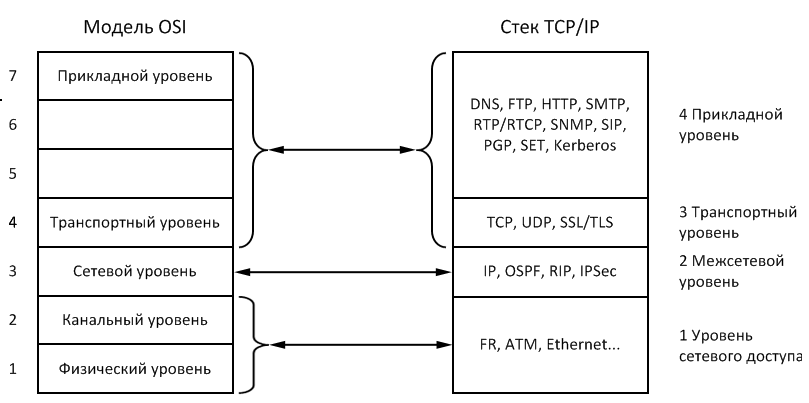 Модель OSI
Стек TCP/IP
7
Прикладной уровень
6
5
4
Транспортный уровень
3
Сетевой уровень
2
Канальный уровень
1
Физический уровень
DNS, FTP, HTTP, SMTP,
RTP/RTCP, SNMP, SIP,
PGP, SET, Kerberos
4 Прикладной
уровень
TCP, UDP, SSL/TLS
3 Транспортный
уровень
IP, OSPF, RIP, IPSec
2 Межсетевой
уровень
FR, ATM, Ethernet...
1 Уровень
сетевого доступа